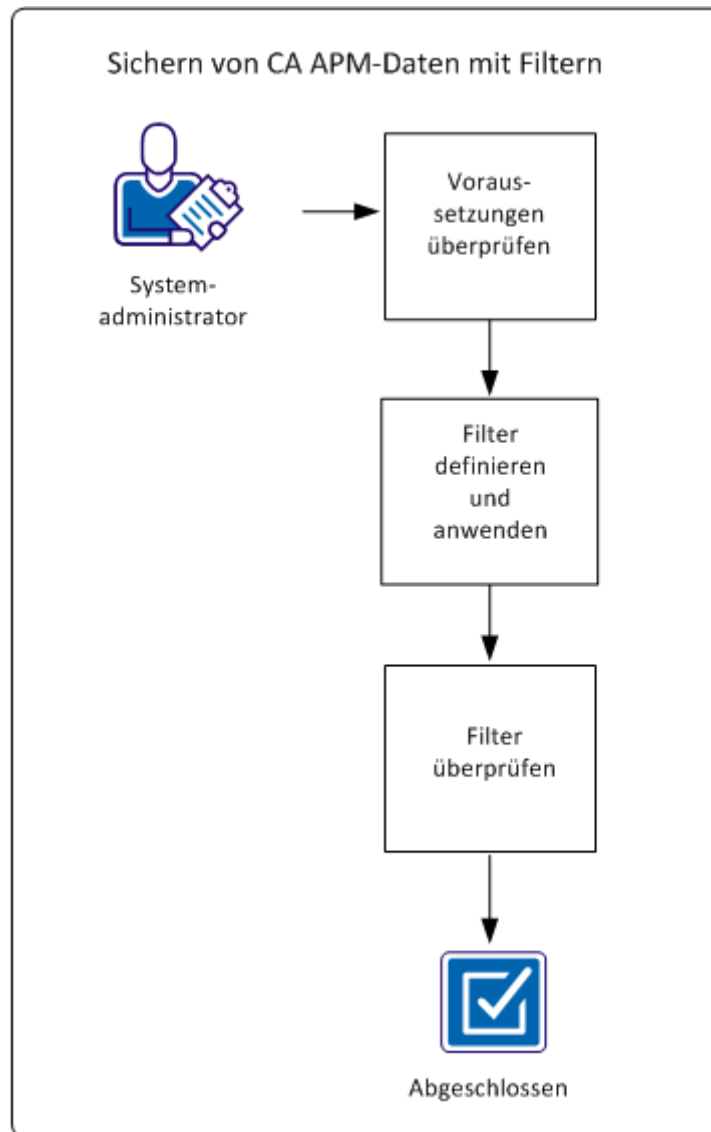 Sichern von CA APM-Daten mit Filtern
System-
administrator
Voraus-
setzungen
überprüfen
Filter
definieren
und
anwenden
Filter
überprüfen
Abgeschlossen